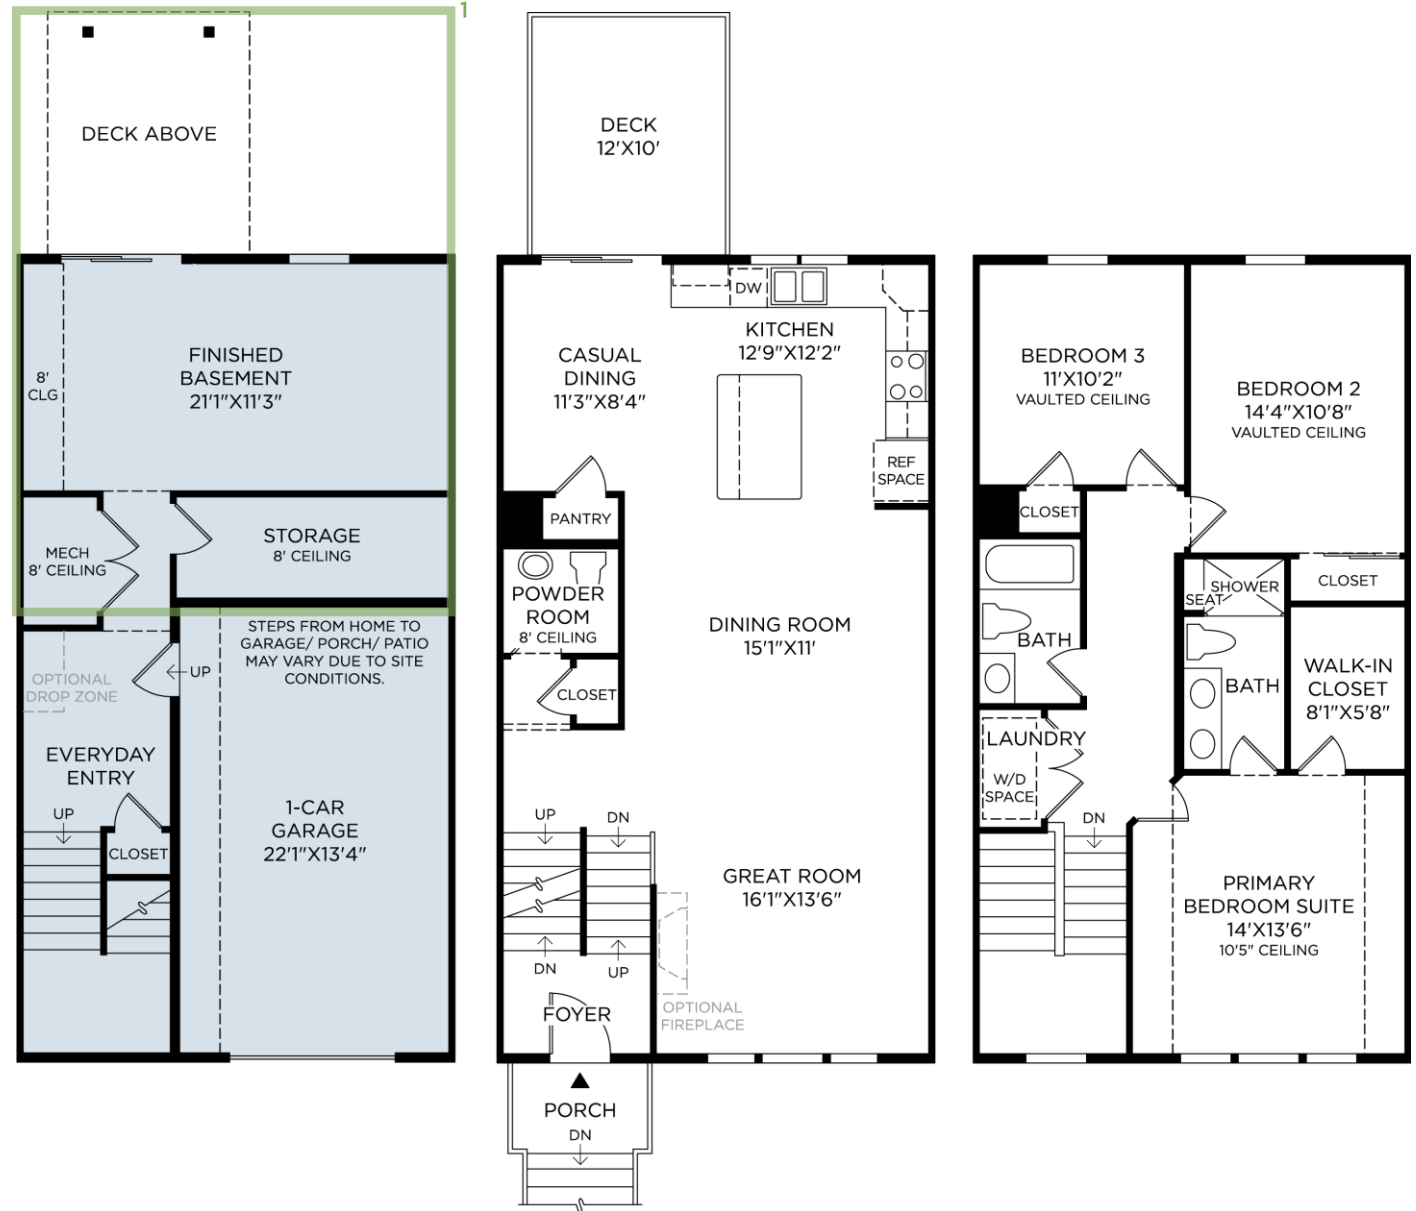 1
DECK ABOVE
FINISHED
BASEMENT
21'1"X11'3"
8'
CLG
MECH
8' CEILING
STORAGE
8' CEILING
STEPS FROM HOME TO
GARAGE/ PORCH/ PATIO
MAY VARY DUE TO SITE
CONDITIONS.
UP
OPTIONAL
DROP ZONE
EVERYDAY
ENTRY
UP
CLOSET
1-CAR
GARAGE
22'1"X13'4"
DECK
12'X10'
DW
KITCHEN
12'9"X12'2"
CASUAL
DINING
11'3"X8'4"
REF
SPACE
PANTRY
POWDER
ROOM
8' CEILING
DINING ROOM
15'1"X11'
CLOSET
UP
DN
GREAT ROOM
16'1"X13'6"
DN
UP
FOYER
OPTIONAL
FIREPLACE
PORCH
DN
BEDROOM 3
11'X10'2"
VAULTED CEILING
BEDROOM 2
14'4"X10'8"
VAULTED CEILING
CLOSET
SHOWER
SEAT
CLOSET
BATH
BATH
WALK-IN
CLOSET
8'1"X5'8"
LAUNDRY
W/D
SPACE
DN
PRIMARY
BEDROOM SUITE
14'X13'6"
10'5" CEILING